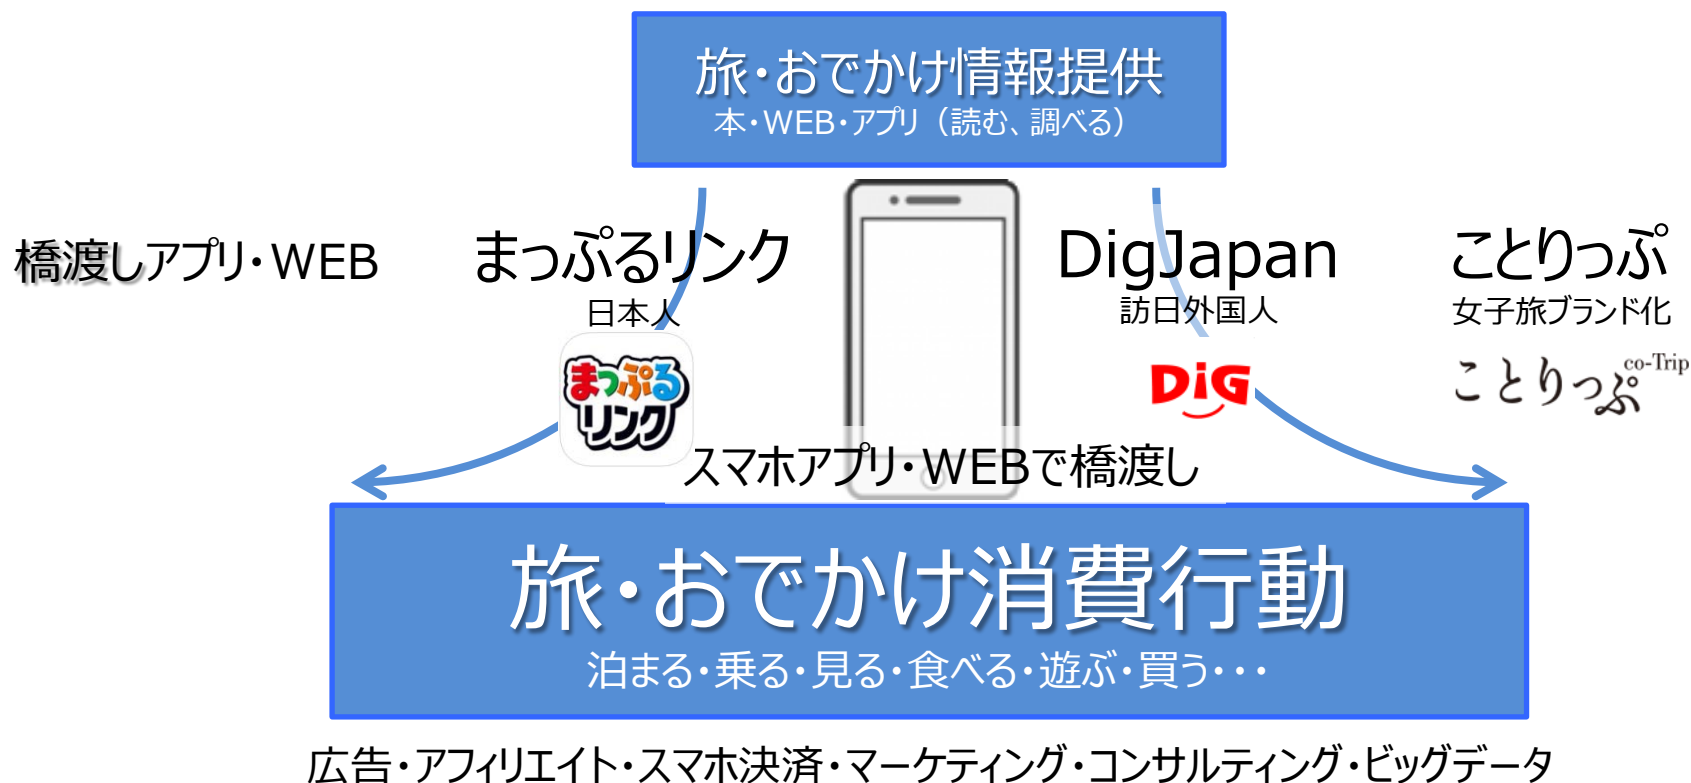 旅・おでかけ情報提供
本・WEB・アプリ（読む、調べる）
橋渡しアプリ・WEB
まっぷるリンク
日本人
まっぷる
リンク
DigJapan
訪日外国人
DiG
ことりっぷ
女子旅ブランド化
ことりっぷ co-Trip
スマホアプリ・WEBで橋渡し
旅・おでかけ消費行動
泊まる・乗る・見る・食べる・遊ぶ・買う・・・
広告・アフィリエイト・スマホ決済・マーケティング・コンサルティング・ビッグデータ